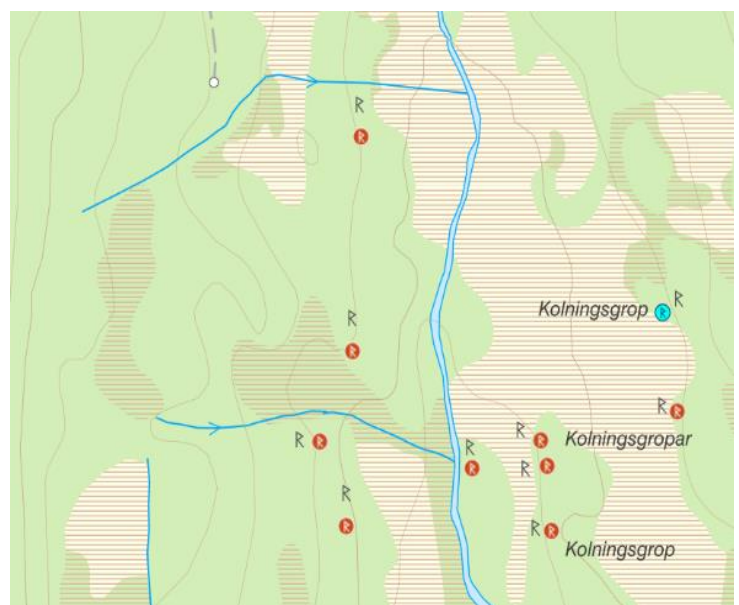 ᚱ
ᚱ
ᚱ
ᚱ
Kolningsgrop ᚱ ᚱ
ᚱ
ᚱ
ᚱ ᚱ
ᚱ ᚱ
ᚱ ᚱ Kolningsgropar
ᚱ ᚱ
ᚱ ᚱ
ᚱ
ᚱ
ᚱ ᚱ
Kolningsgrop